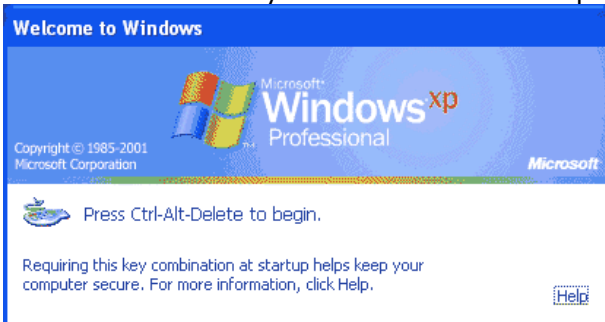 Welcome to Windows
Microsoft®
Windows xp
Professional
Copyright © 1985-2001
Microsoft Corporation
Microsoft
Press Ctrl-Alt-Delete to begin.
Requiring this key combination at startup helps keep your
computer secure. For more information, click Help.
Help